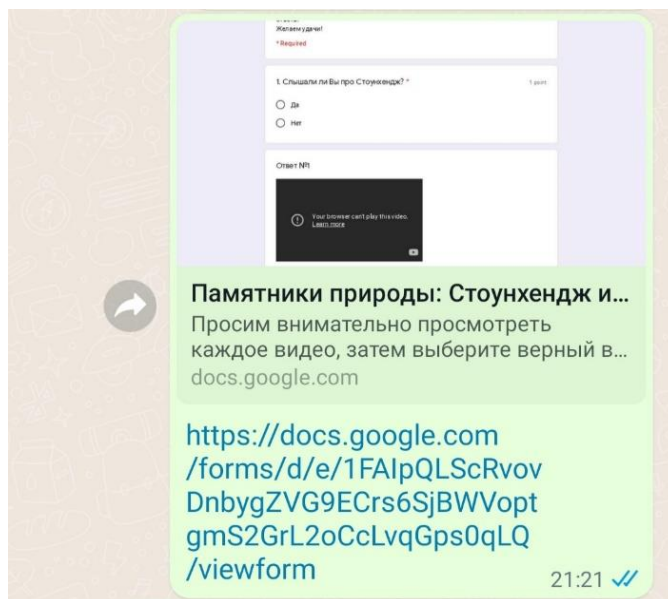 Желаем удачи!
* Required
1. Слышали ли Вы про Стоунхендж? *
1 point
Да
Нет
Ответ №1
Your browser can't play this video.
Learn more
Памятники природы: Стоунхендж и...
Просим внимательно просмотреть
каждое видео, затем выберите верный в...
docs.google.com
https://docs.google.com
/forms/d/e/1FAIpQLScRvov
DnbygZVG9ECrs6SjBWVopt
gmS2GrL2oCcLvqGps0qLQ
/viewform
21:21